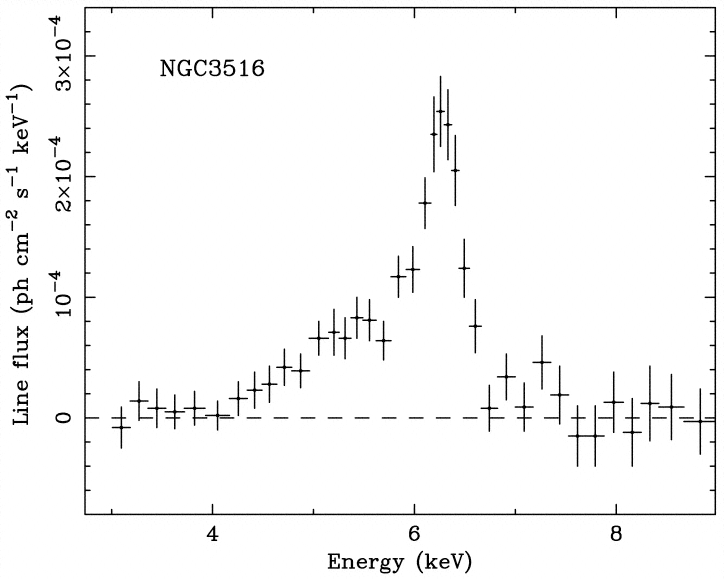 NGC3516
3×10⁻⁴
2×10⁻⁴
10⁻⁴
0
Line flux (ph cm⁻² s⁻¹ keV⁻¹)
4 6 8
Energy (keV)